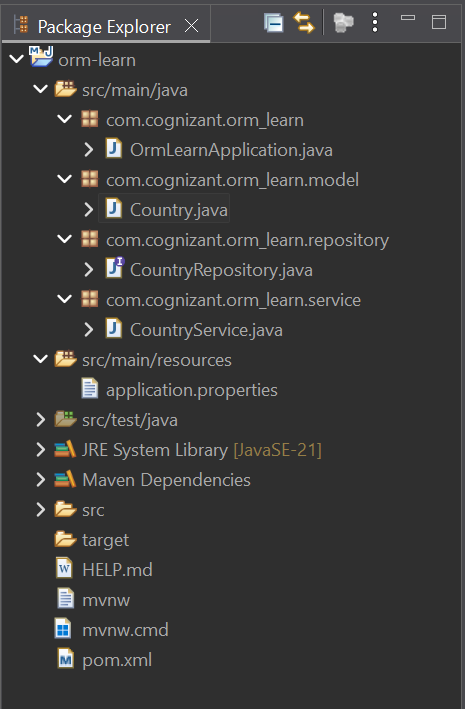 Package Explorer
orm-learn
src/main/java
com.cognizant.orm_learn
OrmLearnApplication.java
com.cognizant.orm_learn.model
Country.java
com.cognizant.orm_learn.repository
CountryRepository.java
com.cognizant.orm_learn.service
CountryService.java
src/main/resources
application.properties
src/test/java
JRE System Library [JavaSE-21]
Maven Dependencies
src
target
HELP.md
mvnw
mvnw.cmd
pom.xml